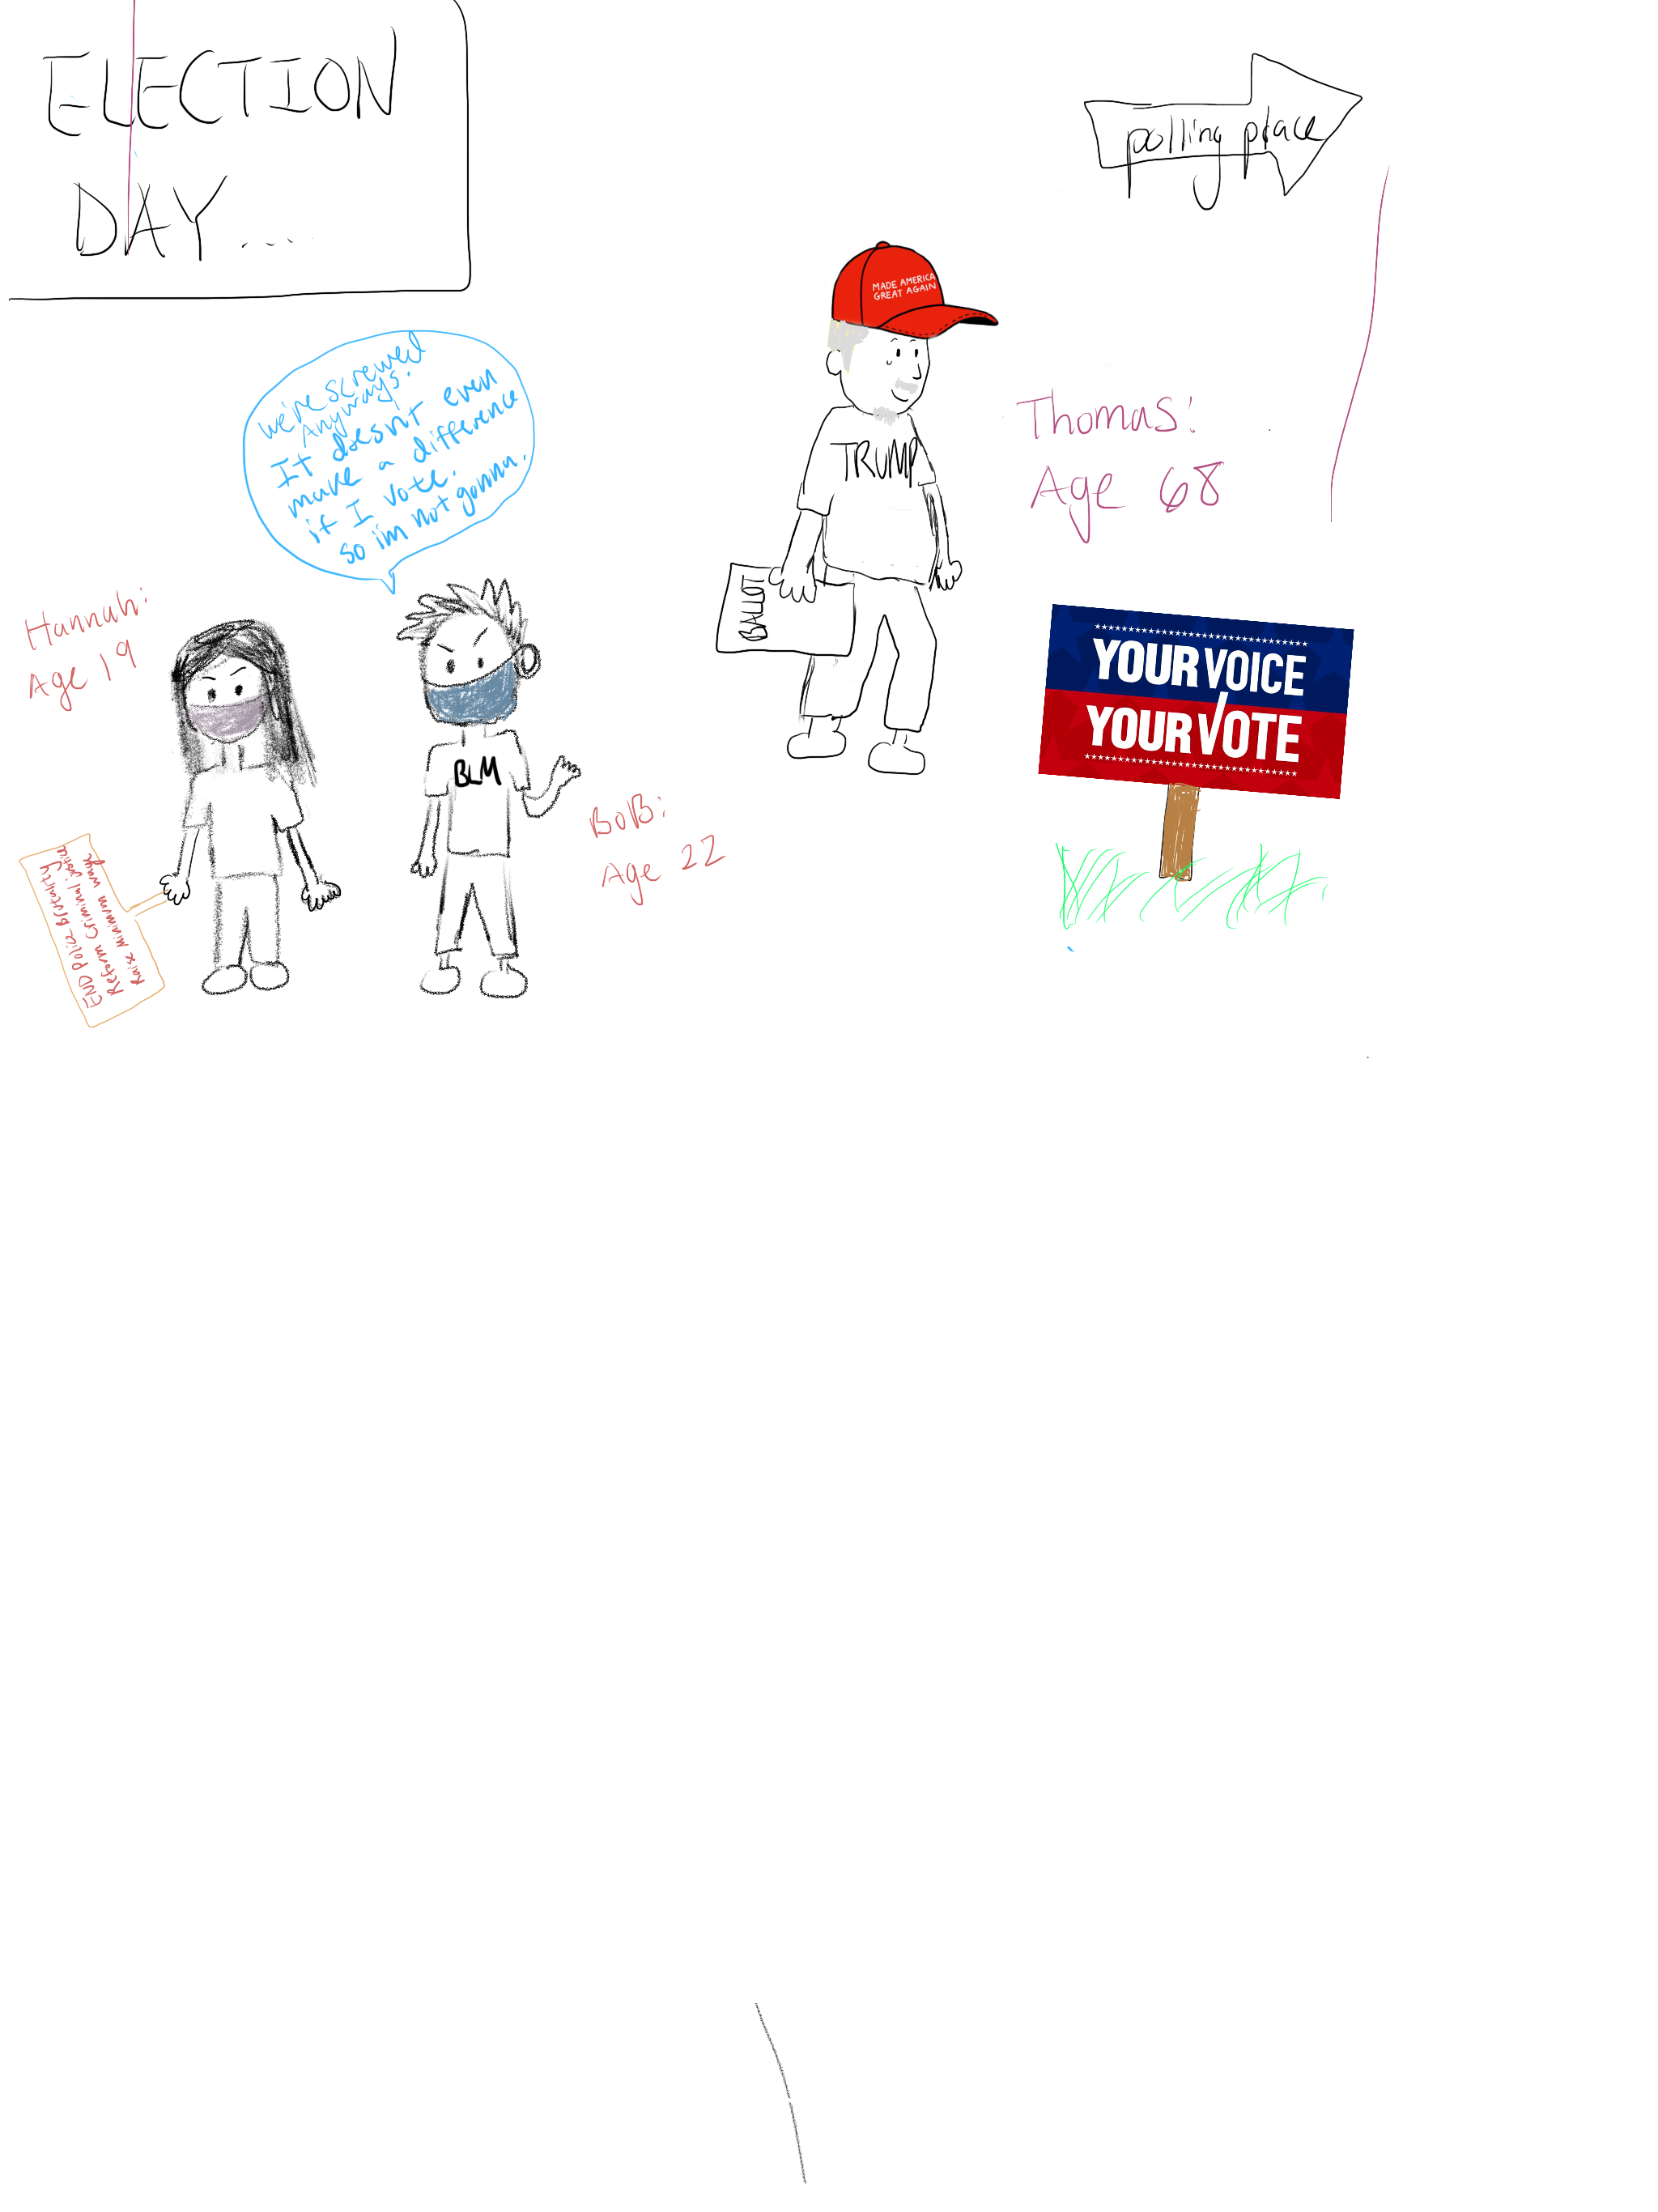 ELECTION
DAY....
polling place
MADE AMERICA
GREAT AGAIN
we're screwed
Anyways!
It doesn't even
make a difference
if I vote.
so im not gonna.
TRUMP
Thomas:
Age 68
BALLOT
Hannah:
Age 19
YOUR VOICE
YOUR VOTE
BLM
BoB:
Age 22
END Police Brutality
Reform Criminal Justice
Raise Minimum wage